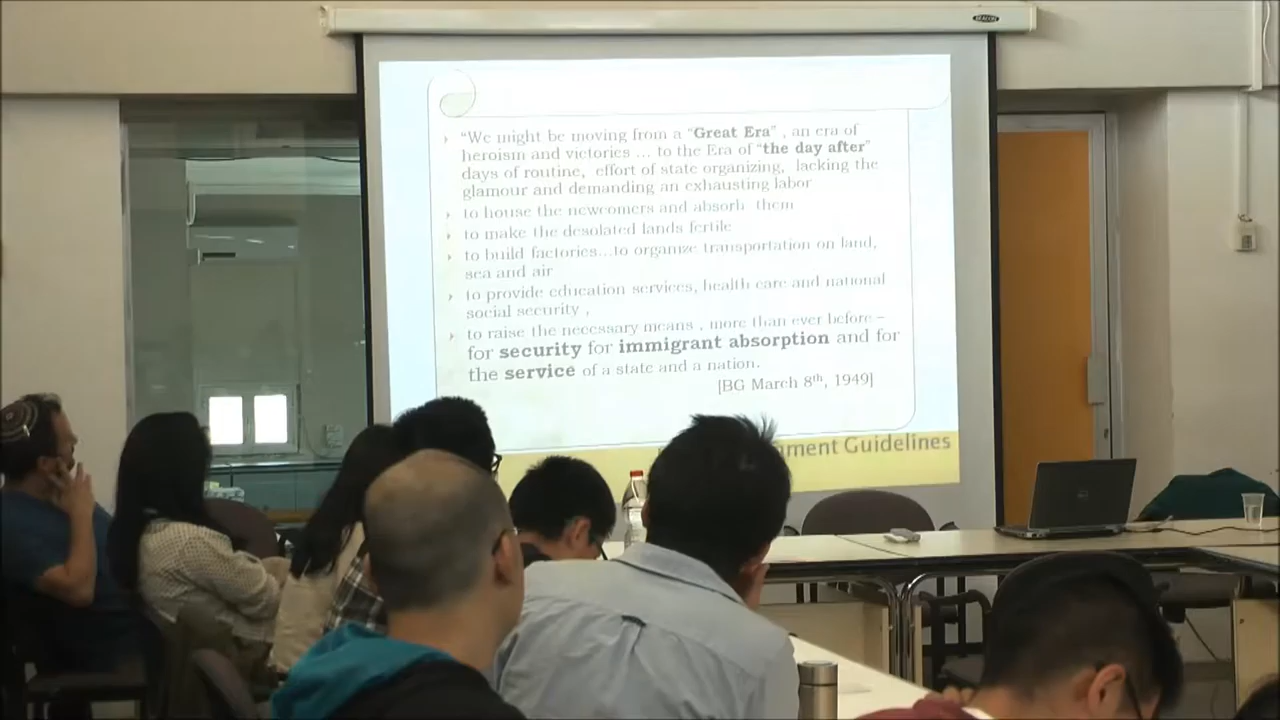 BEACON
"We might be moving from a "Great Era" , an era of
heroism and victories ... to the Era of "the day after"
days of routine, effort of state organizing, lacking the
glamour and demanding an exhausting labor
to house the newcomers and absorb them
to make the desolated lands fertile
to build factories...to organize transportation on land,
sea and air
to provide education services, health care and national
social security ,
to raise the necessary means , more than ever before –
for security for immigrant absorption and for
the service of a state and a nation.
[BG March 8th, 1949]
Guidelines